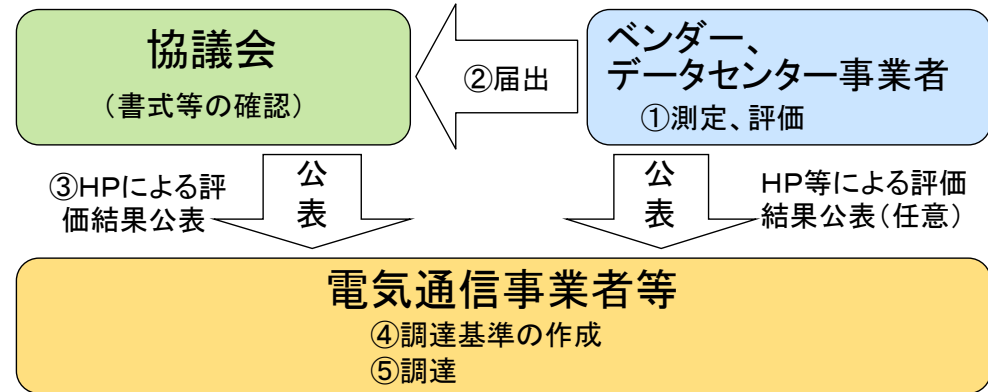 協議会
（書式等の確認）
②届出
ベンダー、
データセンター事業者
①測定、評価
③HPによる評
価結果公表
公
表
公
表
HP等による評価
結果公表（任意）
電気通信事業者等
④調達基準の作成
⑤調達